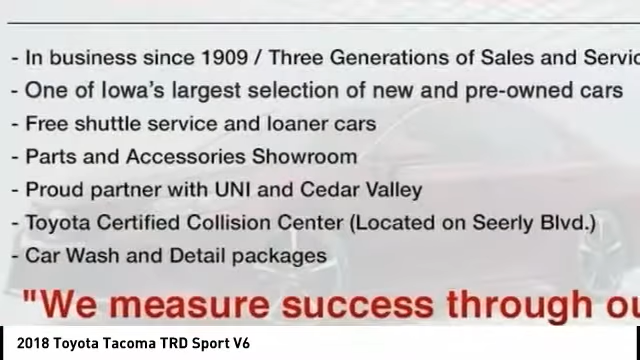 - In business since 1909 / Three Generations of Sales and Servic
- One of Iowa's largest selection of new and pre-owned cars
- Free shuttle service and loaner cars
- Parts and Accessories Showroom
- Proud partner with UNI and Cedar Valley
- Toyota Certified Collision Center (Located on Seerly Blvd.)
- Car Wash and Detail packages
"We measure success through ou
2018 Toyota Tacoma TRD Sport V6